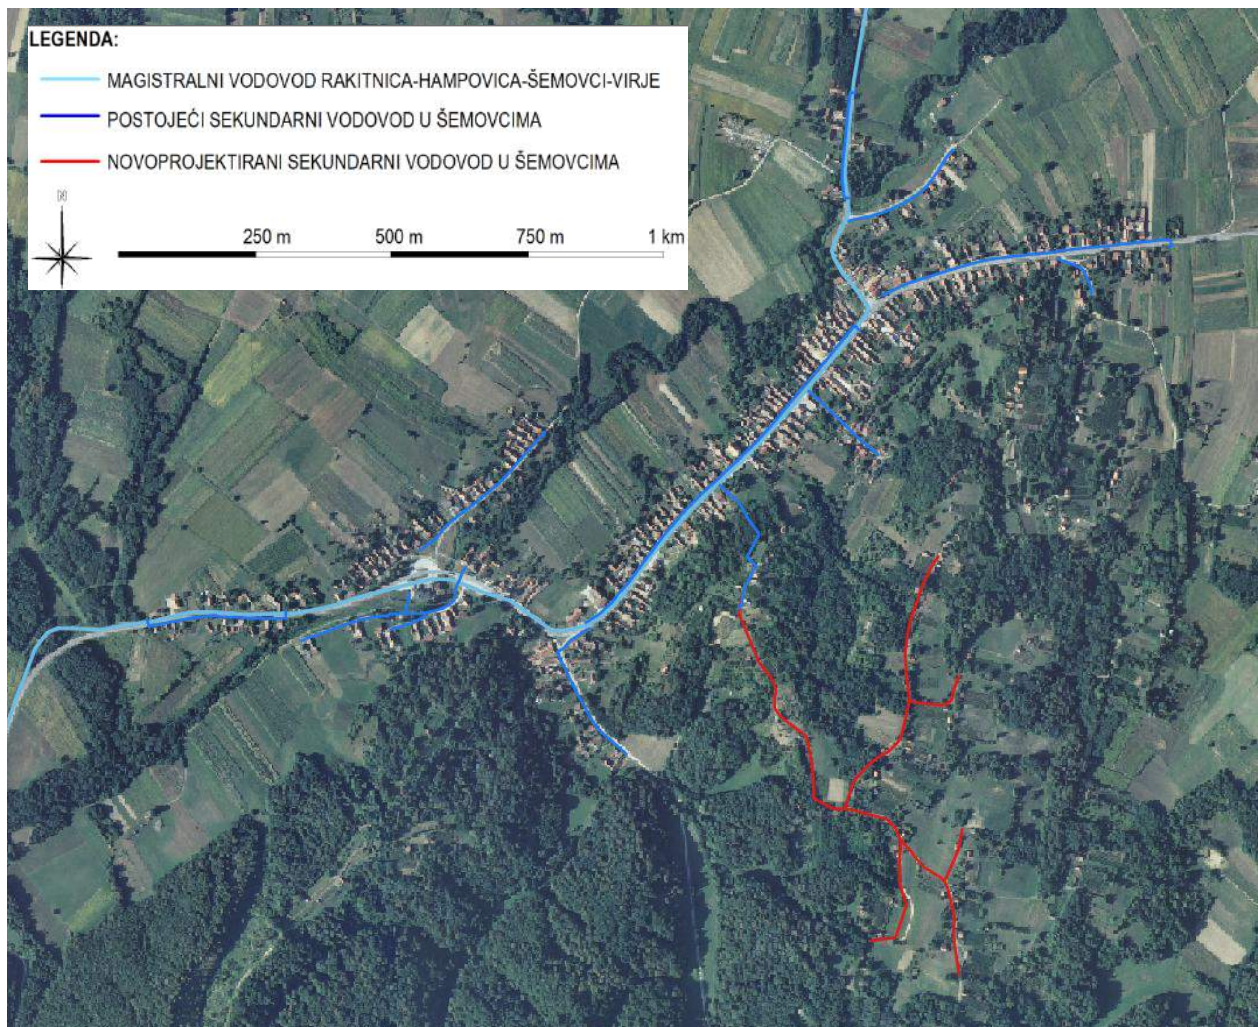 LEGENDA:
MAGISTRALNI VODOVOD RAKITNICA-HAMPOVICA-ŠEMOVCI-VIRJE
POSTOJEĆI SEKUNDARNI VODOVOD U ŠEMOVCIMA
NOVOPROJEKTIRANI SEKUNDARNI VODOVOD U ŠEMOVCIMA
N
250 m 500 m 750 m 1 km